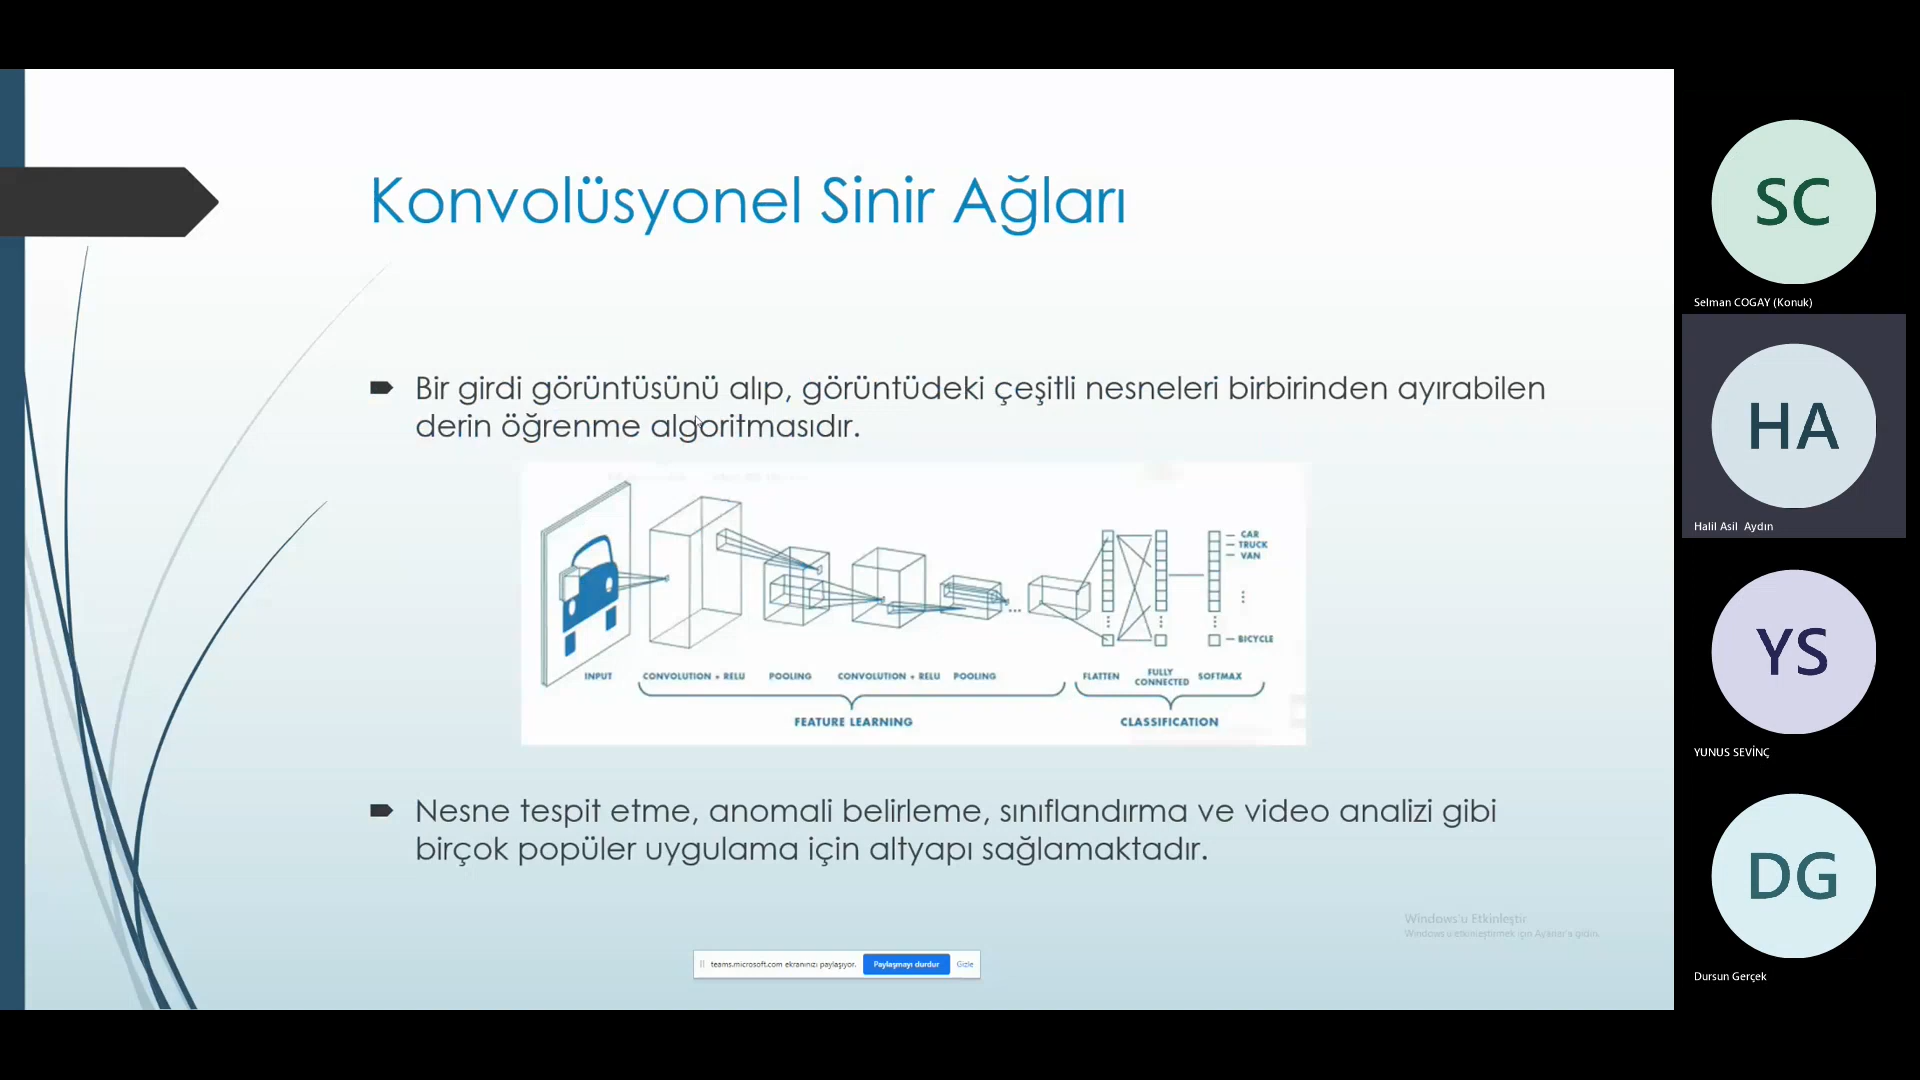 Konvolüsyonel Sinir Ağları
Bir girdi görüntüsünü alıp, görüntüdeki çeşitli nesneleri birbirinden ayırabilen
derin öğrenme algoritmasıdır.
CAR
TRUCK
VAN
BICYCLE
INPUT
CONVOLUTION + RELU
POOLING
CONVOLUTION + RELU
POOLING
FLATTEN
FULLY
CONNECTED
SOFTMAX
FEATURE LEARNING
CLASSIFICATION
Nesne tespit etme, anomali belirleme, sınıflandırma ve video analizi gibi
birçok popüler uygulama için altyapı sağlamaktadır.
Windows'u Etkinleştir
Windows'u etkinleştirmek için Ayarlar'a gidin.
teams.microsoft.com ekranınızı paylaşıyor.
Paylaşmayı durdur
Gizle
SC
Selman COGAY (Konuk)
HA
Halil Asil Aydın
YS
YUNUS SEVİNÇ
DG
Dursun Gerçek